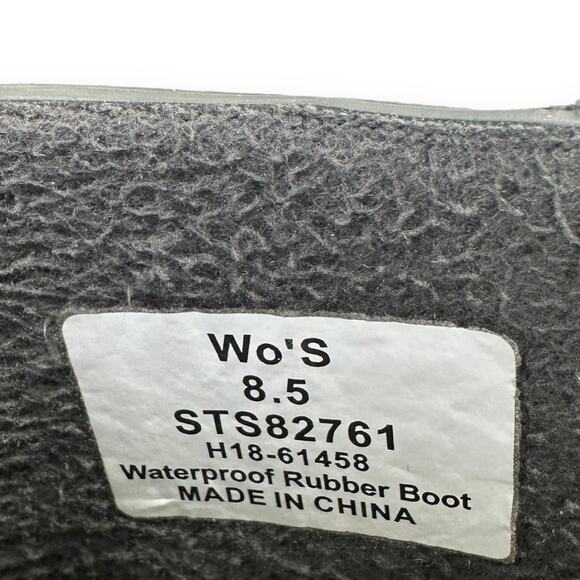 Wo'S
8.5
STS82761
H18-61458
Waterproof Rubber Boot
MADE IN CHINA